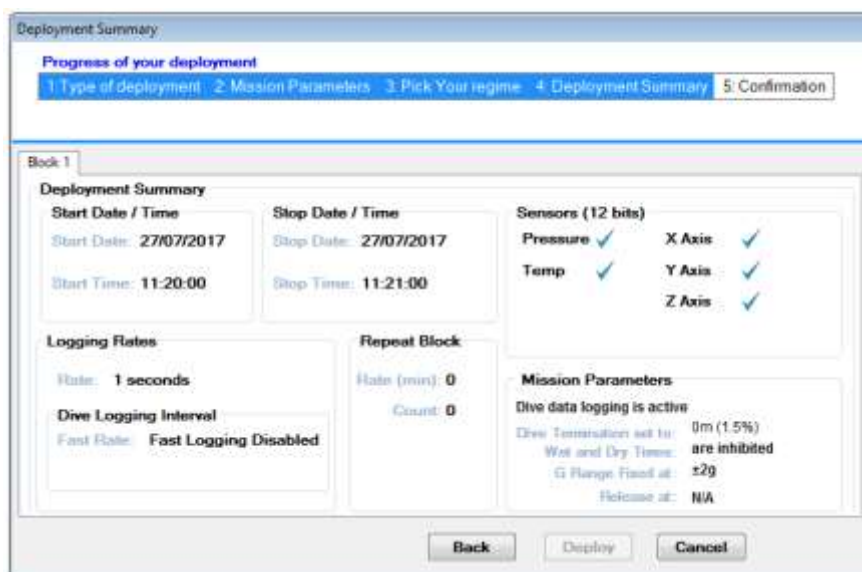 Deployment Summary
Progress of your deployment
1: Type of deployment 2: Mission Parameters 3: Pick Your regime 4: Deployment Summary 5: Confirmation
Block 1
Deployment Summary
Start Date / Time
Start Date: 27/07/2017
Start Time: 11:20:00
Stop Date / Time
Stop Date: 27/07/2017
Stop Time: 11:21:00
Sensors (12 bits)
Pressure X Axis
Temp Y Axis
Z Axis
Logging Rates
Rate: 1 seconds
Dive Logging Interval
Fast Rate: Fast Logging Disabled
Repeat Block
Rate (min): 0
Count: 0
Mission Parameters
Dive data logging is active
Dive Termination set to: 0m (1.5%)
Wet and Dry Times: are inhibited
G Range Fixed at: ±2g
Release at: N/A
Back Deploy Cancel